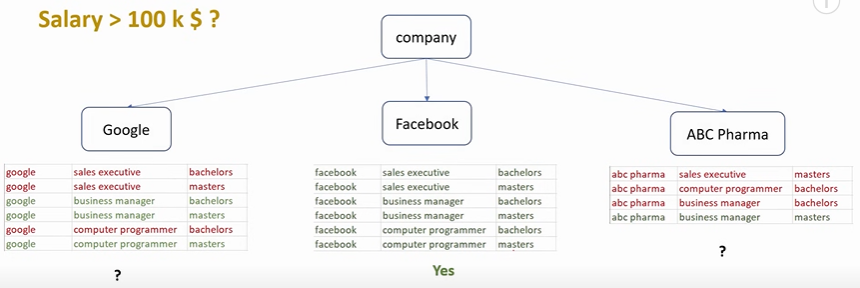 Salary > 100 k $ ?
company
Google
Facebook
ABC Pharma
google sales executive bachelors
google sales executive masters
google business manager bachelors
google business manager masters
google computer programmer bachelors
google computer programmer masters
?
facebook sales executive bachelors
facebook sales executive masters
facebook business manager bachelors
facebook business manager masters
facebook computer programmer bachelors
facebook computer programmer masters
Yes
abc pharma sales executive masters
abc pharma computer programmer bachelors
abc pharma business manager bachelors
abc pharma business manager masters
?